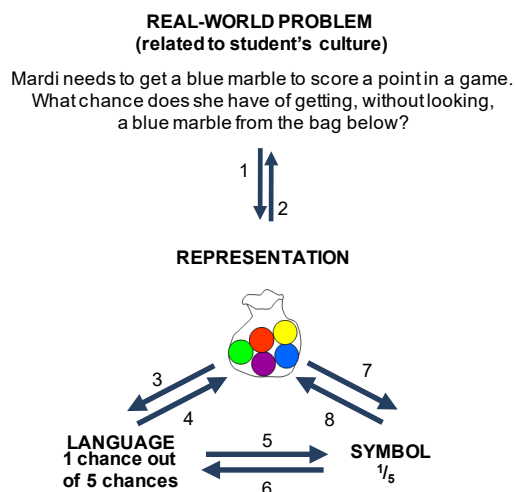 REAL-WORLD PROBLEM
(related to student's culture)
Mardi needs to get a blue marble to score a point in a game.
What chance does she have of getting, without looking,
a blue marble from the bag below?
1
2
REPRESENTATION
3
4
7
8
LANGUAGE
1 chance out
of 5 chances
5
6
SYMBOL
1/5